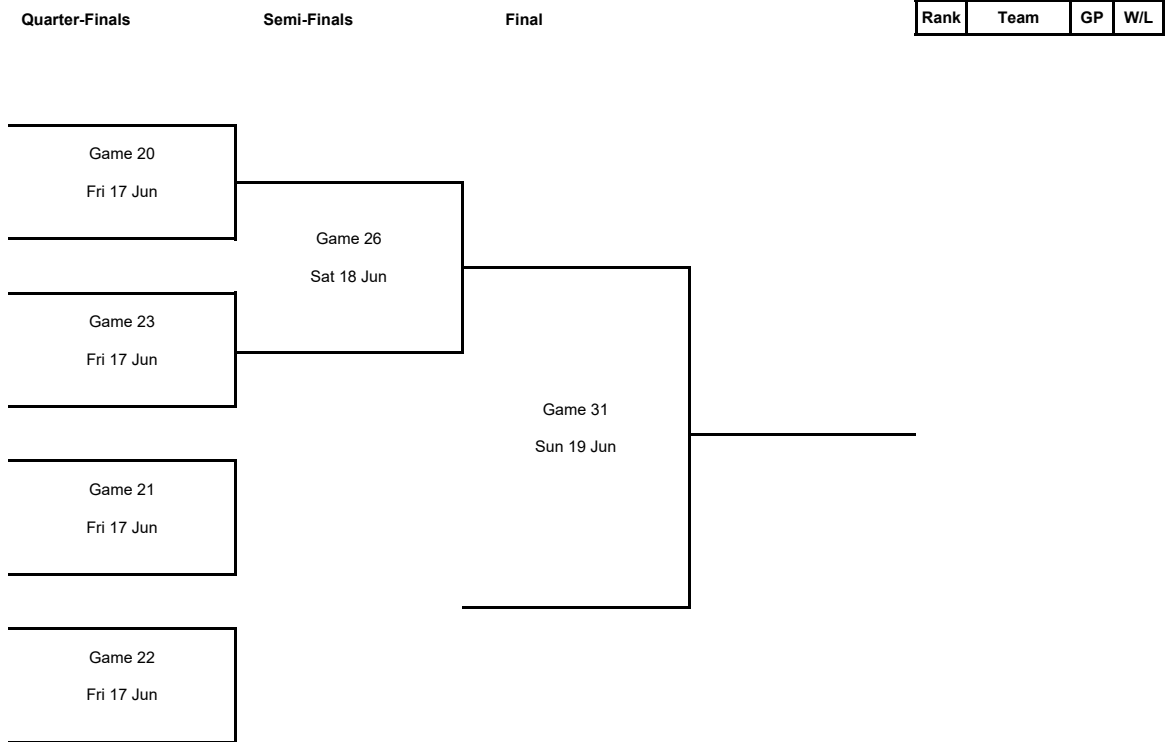 Quarter-Finals Semi-Finals Final Rank Team GP W/L
Game 20
Fri 17 Jun
Game 26
Sat 18 Jun
Game 23
Fri 17 Jun
Game 31
Sun 19 Jun
Game 21
Fri 17 Jun
Game 22
Fri 17 Jun